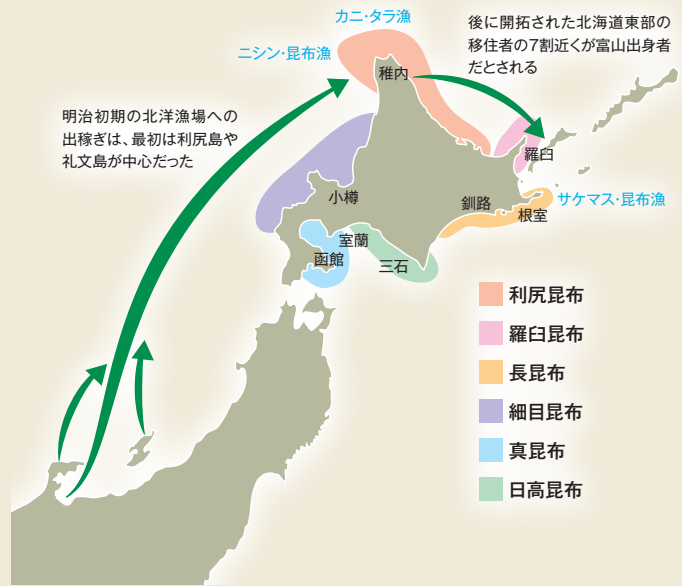 カニ・タラ漁
ニシン・昆布漁
後に開拓された北海道東部の
移住者の7割近くが富山出身者
だとされる
明治初期の北洋漁場への
出稼ぎは、最初は利尻島や
礼文島が中心だった
稚内
羅臼
小樽
釧路
根室
サケマス・昆布漁
室蘭
函館
三石
利尻昆布
羅臼昆布
長昆布
細目昆布
真昆布
日高昆布